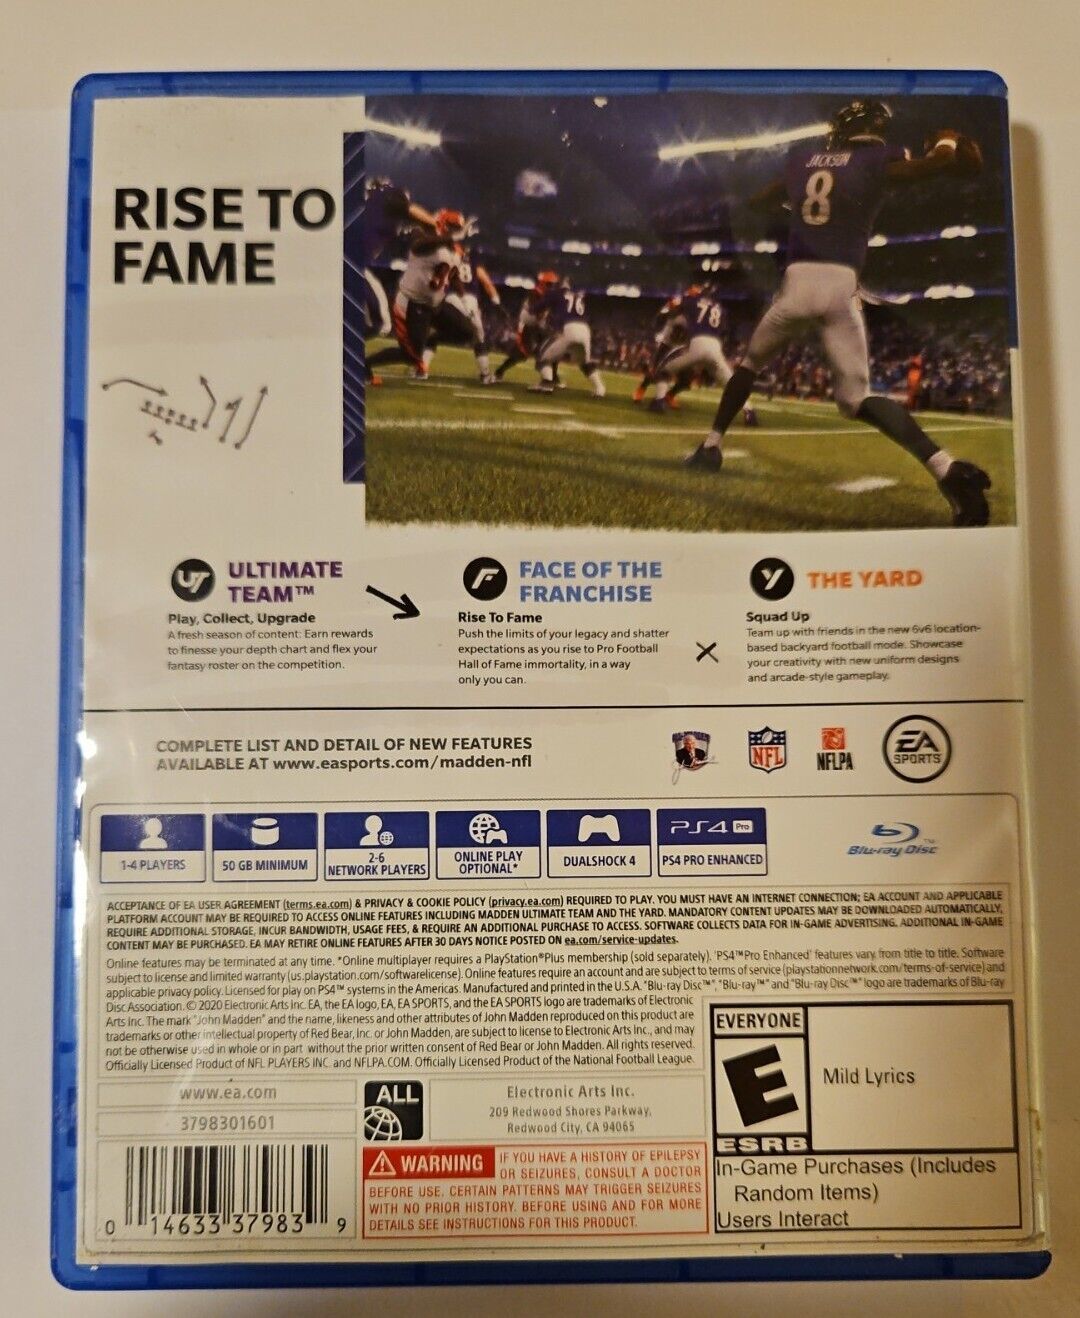 RISE TO
FAME
JACKSON
8
76
78
UT ULTIMATE
TEAM™
Play, Collect, Upgrade
A fresh season of content: Earn rewards
to finesse your depth chart and flex your
fantasy roster on the competition.
F FACE OF THE
FRANCHISE
Rise To Fame
Push the limits of your legacy and shatter
expectations as you rise to Pro Football
Hall of Fame immortality, in a way
only you can.
Y THE YARD
Squad Up
Team up with friends in the new 6v6 location-
based backyard football mode. Showcase
your creativity with new uniform designs
and arcade-style gameplay.
COMPLETE LIST AND DETAIL OF NEW FEATURES
AVAILABLE AT www.easports.com/madden-nfl
NFL
NFLPA
EA
SPORTS
1-4 PLAYERS
50 GB MINIMUM
2-6
NETWORK PLAYERS
ONLINE PLAY
OPTIONAL*
DUALSHOCK 4
PS4 Pro
PS4 PRO ENHANCED
Blu-ray Disc™
ACCEPTANCE OF EA USER AGREEMENT (terms.ea.com) & PRIVACY & COOKIE POLICY (privacy.ea.com) REQUIRED TO PLAY. YOU MUST HAVE AN INTERNET CONNECTION; EA ACCOUNT AND APPLICABLE
PLATFORM ACCOUNT MAY BE REQUIRED TO ACCESS ONLINE FEATURES INCLUDING MADDEN ULTIMATE TEAM AND THE YARD. MANDATORY CONTENT UPDATES MAY BE DOWNLOADED AUTOMATICALLY,
REQUIRE ADDITIONAL STORAGE, INCUR BANDWIDTH, USAGE FEES, & REQUIRE AN ADDITIONAL PURCHASE TO ACCESS. SOFTWARE COLLECTS DATA FOR IN-GAME ADVERTISING. ADDITIONAL IN-GAME
CONTENT MAY BE PURCHASED. EA MAY RETIRE ONLINE FEATURES AFTER 30 DAYS NOTICE POSTED ON ea.com/service-updates.
Online features may be terminated at any time. *Online multiplayer requires a PlayStation®Plus membership (sold separately). 'PS4™Pro Enhanced' features vary from title to title. Software
subject to license and limited warranty (us.playstation.com/softwarelicense). Online features require an account and are subject to terms of service (playstationnetwork.com/terms-of-service) and
applicable privacy policy. Licensed for play on PS4™ systems in the Americas. Manufactured and printed in the U.S.A. "Blu-ray Disc™", "Blu-ray™" and "Blu-ray Disc™" logo are trademarks of Blu-ray
Disc Association. © 2020 Electronic Arts Inc. EA, the EA logo, EA, EA SPORTS, and the EA SPORTS logo are trademarks of Electronic
Arts Inc. The mark "John Madden" and the name, likeness and other attributes of John Madden reproduced on this product are
trademarks or other intellectual property of Red Bear, Inc. or John Madden, are subject to license to Electronic Arts Inc., and may
not be otherwise used in whole or in part without the prior written consent of Red Bear or John Madden. All rights reserved.
Officially Licensed Product of NFL PLAYERS INC. and NFLPA.COM. Officially Licensed Product of the National Football League.
www.ea.com
3798301601
ALL
Electronic Arts Inc.
209 Redwood Shores Parkway,
Redwood City, CA 94065
WARNING IF YOU HAVE A HISTORY OF EPILEPSY
OR SEIZURES, CONSULT A DOCTOR
BEFORE USE. CERTAIN PATTERNS MAY TRIGGER SEIZURES
WITH NO PRIOR HISTORY. BEFORE USING AND FOR MORE
DETAILS SEE INSTRUCTIONS FOR THIS PRODUCT.
0 14633 37983 9
EVERYONE
E
ESRB
Mild Lyrics
In-Game Purchases (Includes
Random Items)
Users Interact